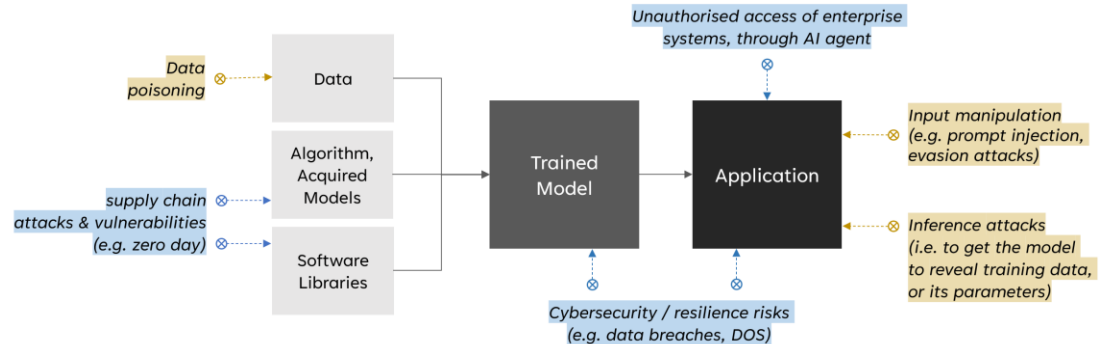 Unauthorised access of enterprise
systems, through AI agent
Data
poisoning
Data
Algorithm,
Acquired
Models
supply chain
attacks & vulnerabilities
(e.g. zero day)
Software
Libraries
Trained
Model
Application
Input manipulation
(e.g. prompt injection,
evasion attacks)
Inference attacks
(i.e. to get the model
to reveal training data,
or its parameters)
Cybersecurity / resilience risks
(e.g. data breaches, DOS)